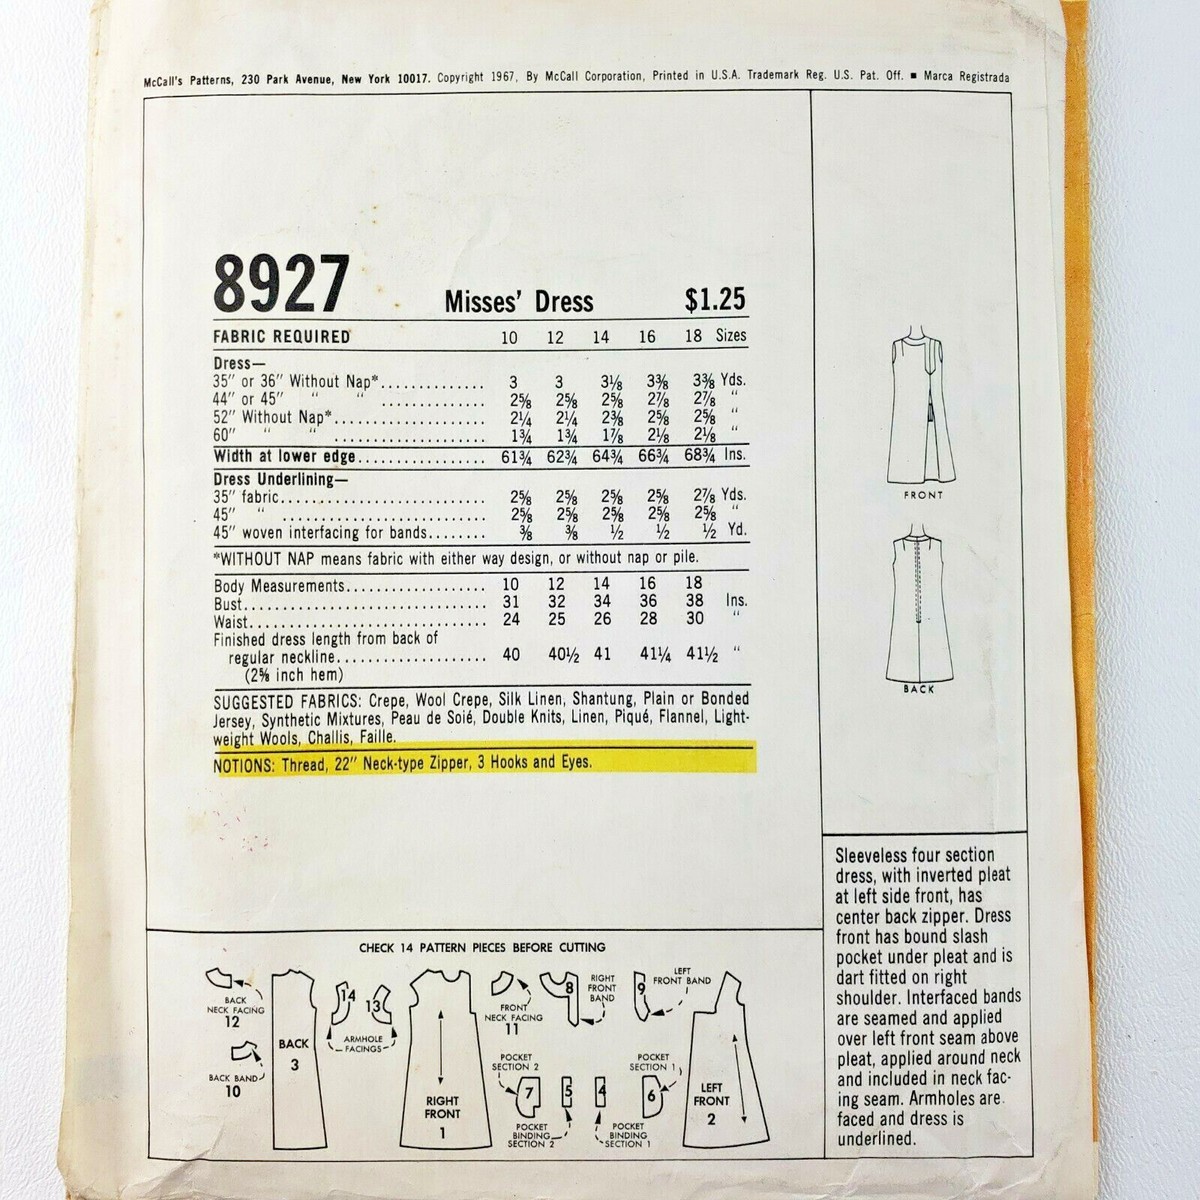 McCall's Patterns, 230 Park Avenue, New York 10017. Copyright 1967, By McCall Corporation, Printed in U.S.A. Trademark Reg. U.S. Pat. Off. ■ Marca Registrada
8927 Misses' Dress $1.25
FABRIC REQUIRED 10 12 14 16 18 Sizes
Dress—
35" or 36" Without Nap*.............. 3 3 3⅛ 3⅜ 3⅜ Yds.
44" or 45" " " .............. 2⅝ 2⅝ 2⅝ 2⅞ 2⅞ "
52" Without Nap*.................... 2¼ 2¼ 2⅜ 2⅝ 2⅝ "
60" " " .................... 1¾ 1¾ 1⅞ 2⅛ 2⅛ "
Width at lower edge................. 61¾ 62¾ 64¾ 66¾ 68¾ Ins.
Dress Underlining—
35" fabric........................... 2⅝ 2⅝ 2⅝ 2⅝ 2⅞ Yds.
45" " ........................... 2⅝ 2⅝ 2⅝ 2⅝ 2⅝ "
45" woven interfacing for bands........ ⅜ ⅜ ½ ½ ½ Yd.
*WITHOUT NAP means fabric with either way design, or without nap or pile.
Body Measurements.................. 10 12 14 16 18
Bust................................ 31 32 34 36 38 Ins.
Waist............................... 24 25 26 28 30 "
Finished dress length from back of
regular neckline................... 40 40½ 41 41¼ 41½ "
(2⅝ inch hem)
SUGGESTED FABRICS: Crepe, Wool Crepe, Silk Linen, Shantung, Plain or Bonded
Jersey, Synthetic Mixtures, Peau de Soié, Double Knits, Linen, Piqué, Flannel, Light-
weight Wools, Challis, Faille.
NOTIONS: Thread, 22" Neck-type Zipper, 3 Hooks and Eyes.
FRONT
BACK
Sleeveless four section
dress, with inverted pleat
at left side front, has
center back zipper. Dress
front has bound slash
pocket under pleat and is
dart fitted on right
shoulder. Interfaced bands
are seamed and applied
over left front seam above
pleat, applied around neck
and included in neck fac-
ing seam. Armholes are
faced and dress is
underlined.
CHECK 14 PATTERN PIECES BEFORE CUTTING
BACK
NECK FACING
12
BACK BAND
10
BACK
3
14
13
ARMHOLE
FACINGS
RIGHT
FRONT
1
FRONT
NECK FACING
11
8
RIGHT
FRONT
BAND
9
LEFT
FRONT BAND
POCKET
SECTION 2
7
5
POCKET
BINDING
SECTION 2
4
POCKET
BINDING
SECTION 1
POCKET
SECTION 1
6
LEFT
FRONT
2